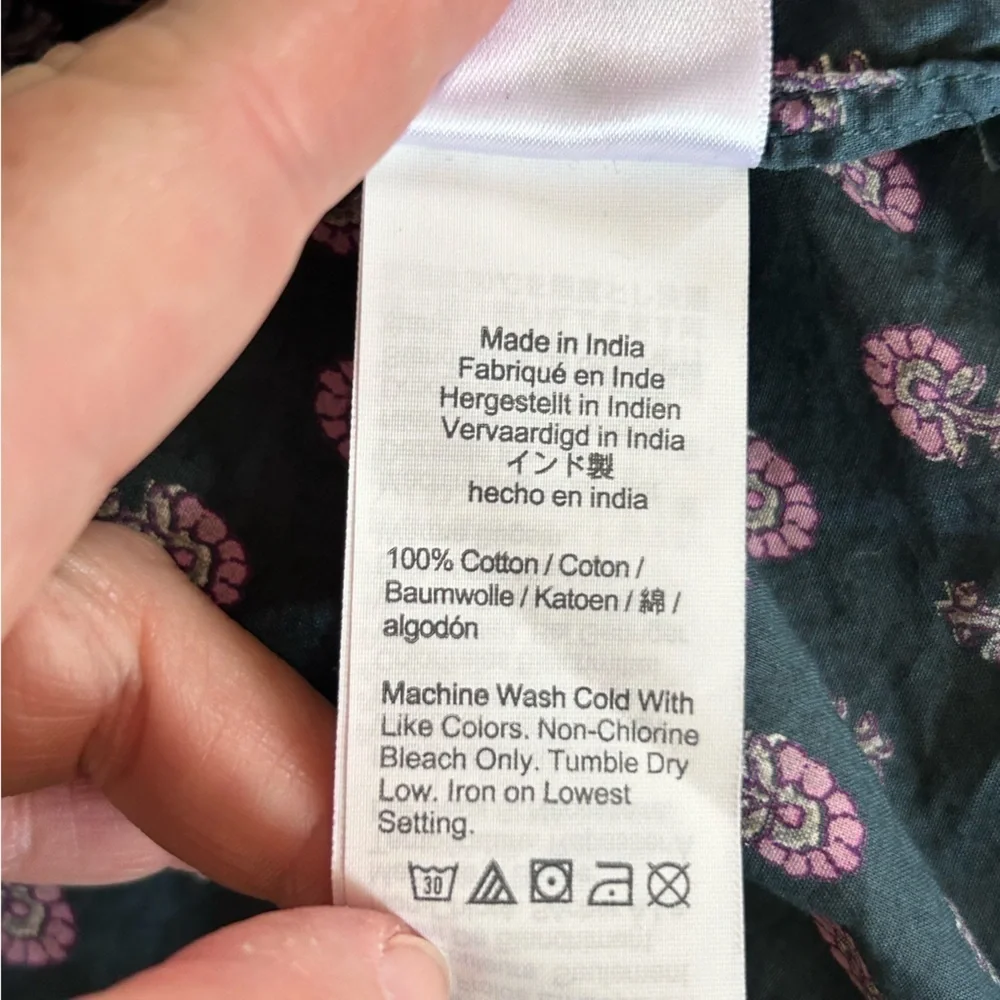 Made in India
Fabriqué en Inde
Hergestellt in Indien
Vervaardigd in India
インド製
hecho en india
100% Cotton / Coton /
Baumwolle / Katoen / 綿 /
algodón
Machine Wash Cold With
Like Colors. Non-Chlorine
Bleach Only. Tumble Dry
Low. Iron on Lowest
Setting.
30